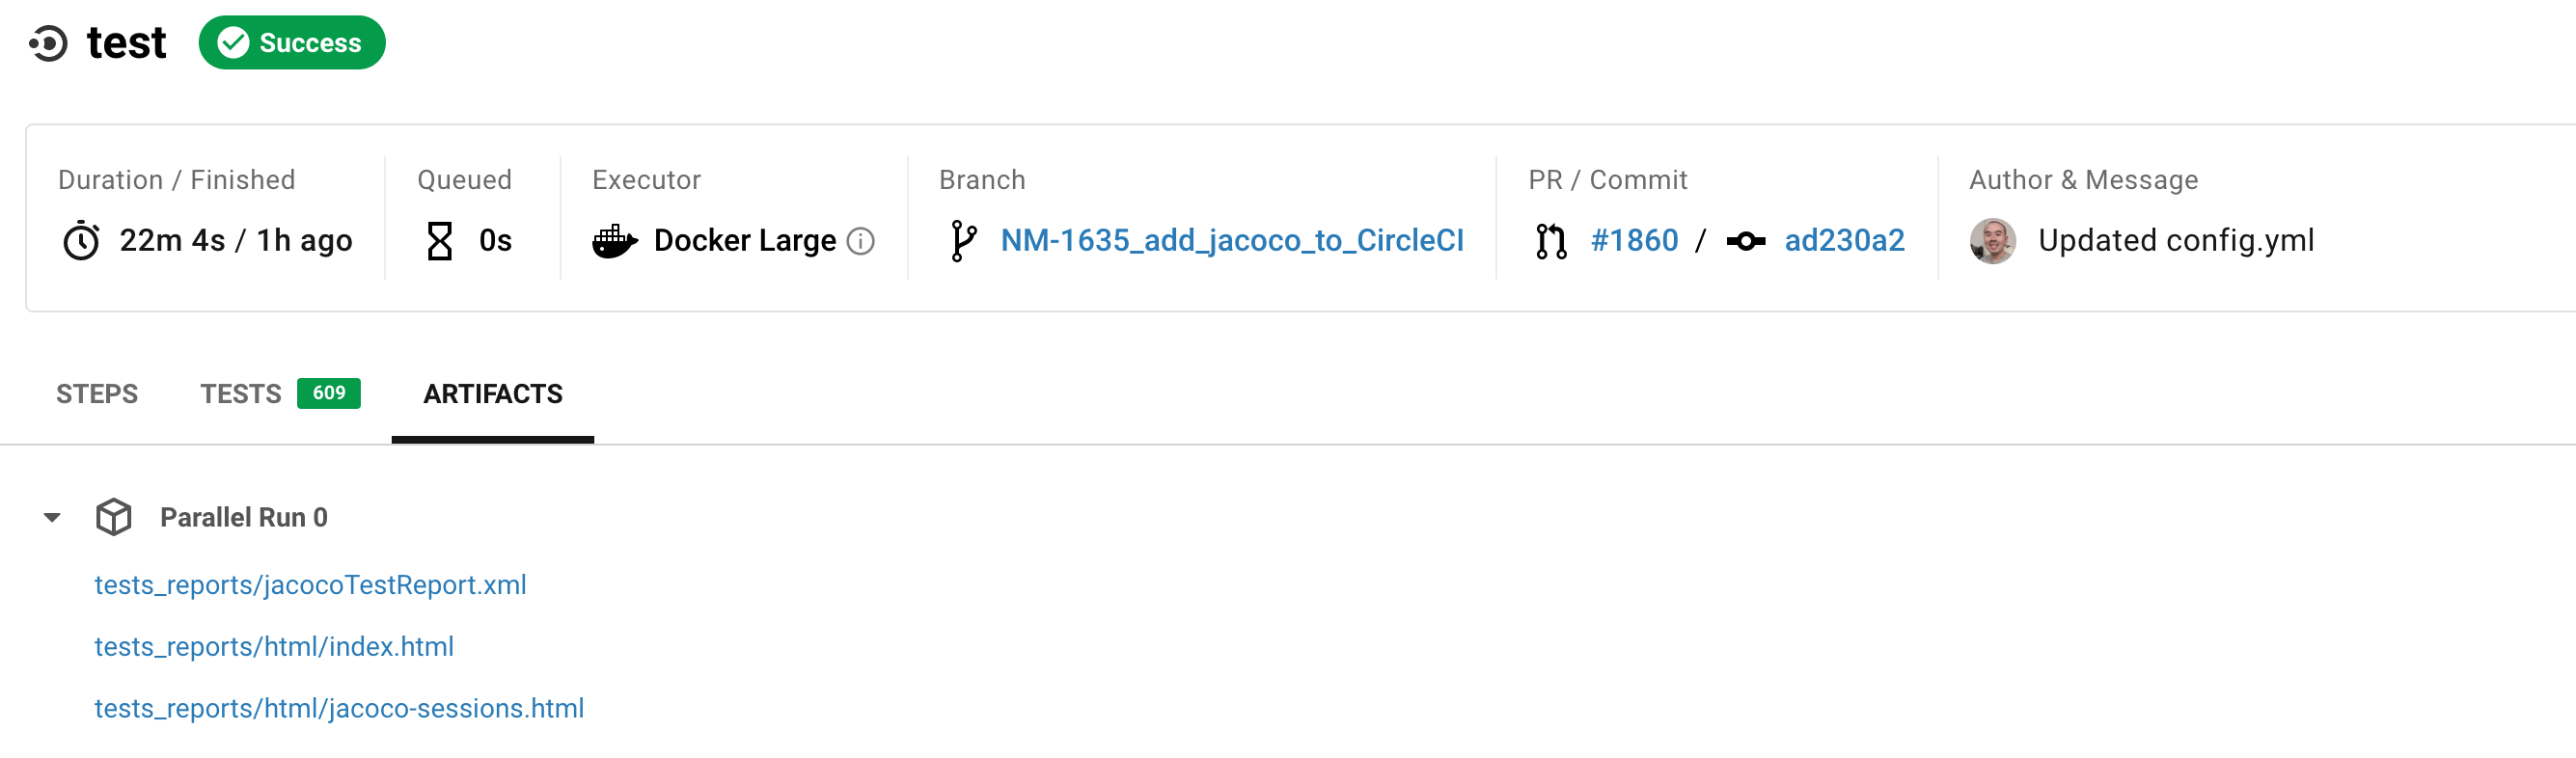 test Success
Duration / Finished Queued Executor Branch PR / Commit Author & Message
22m 4s / 1h ago 0s Docker Large NM-1635_add_jacoco_to_CircleCI #1860 / ad230a2 Updated config.yml
STEPS TESTS 609 ARTIFACTS
Parallel Run 0
tests_reports/jacocoTestReport.xml
tests_reports/html/index.html
tests_reports/html/jacoco-sessions.html